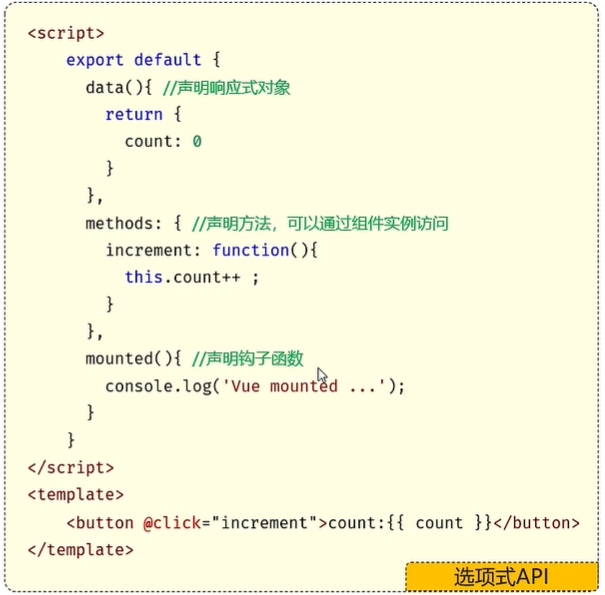 <script>
export default {
data(){ //声明响应式对象
return {
count: 0
}
},
methods: { //声明方法，可以通过组件实例访问
increment: function(){
this.count++ ;
}
},
mounted(){ //声明钩子函数
console.log('Vue mounted ...');
}
}
</script>
<template>
<button @click="increment">count:{{ count }}</button>
</template>
选项式API